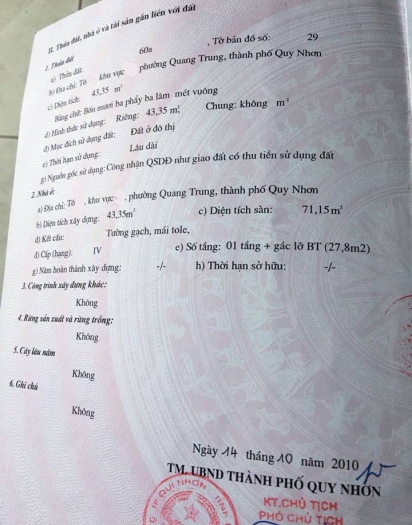 II. Thửa đất, nhà ở và tài sản gắn liền với đất
1. Thửa đất
a) Thửa đất: 60a , Tờ bản đồ số: 29
b) Địa chỉ: Tổ khu vực phường Quang Trung, thành phố Quy Nhơn
c) Diện tích: 43,35 m²
Bằng chữ: Bốn mươi ba phẩy ba lăm mét vuông
d) Hình thức sử dụng: Riêng: 43,35 m², Chung: không m²
đ) Mục đích sử dụng đất: Đất ở đô thị
e) Thời hạn sử dụng: Lâu dài
g) Nguồn gốc sử dụng: Công nhận QSDĐ như giao đất có thu tiền sử dụng đất
2. Nhà ở:
a) Địa chỉ: Tổ , khu vực , phường Quang Trung, thành phố Quy Nhơn
b) Diện tích xây dựng: 43,35m² c) Diện tích sàn: 71,15m²
d) Kết cấu: Tường gạch, mái tole,
đ) Cấp (hạng): IV e) Số tầng: 01 tầng + gác lỡ BT (27,8m2)
g) Năm hoàn thành xây dựng: -/- h) Thời hạn sở hữu: -/-
3. Công trình xây dựng khác:
Không
4. Rừng sản xuất và rừng trồng:
Không
5. Cây lâu năm
Không
6. Ghi chú
Không
Ngày 14 tháng 10 năm 2010
TM. UBND THÀNH PHỐ QUY NHƠN
KT.CHỦ TỊCH
PHÓ CHỦ TỊCH
TP QUI NHƠN